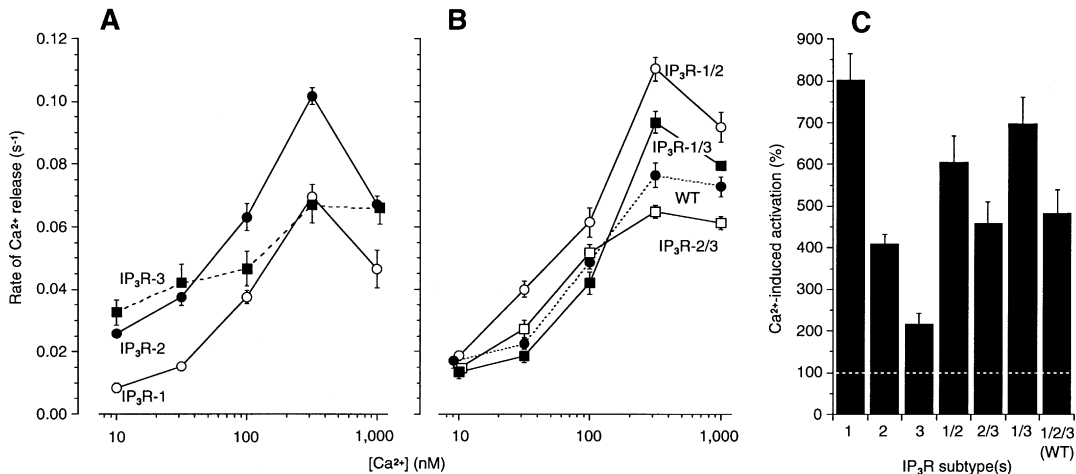 A
B
C
0.12
0.10
0.08
0.06
0.04
0.02
0.00
Rate of Ca²⁺ release (s⁻¹)
IP₃R-3
IP₃R-2
IP₃R-1
10
100
1,000
IP₃R-1/2
IP₃R-1/3
WT
IP₃R-2/3
10
100
1,000
[Ca²⁺] (nM)
900
800
700
600
500
400
300
200
100
0
Ca²⁺-induced activation (%)
1 2 3 1/2 2/3 1/3 1/2/3
(WT)
IP₃R subtype(s)